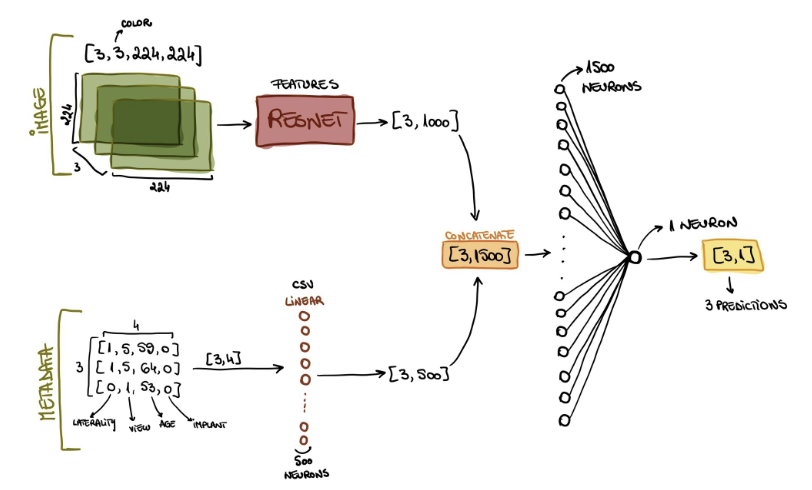 COLOR
[3,3,224,224]
IMAGE
224
3
224
FEATURES
RESNET
[3,1000]
1500
NEURONS
CONCATENATE
[3,1500]
1 NEURON
[3,1]
3 PREDICTIONS
METADATA
4
3
[1,5,59,0]
[1,5,64,0]
[0,1,53,0]
LATERALITY
VIEW
AGE
IMPLANT
[3,4]
CSV
LINEAR
500
NEURONS
[3,500]